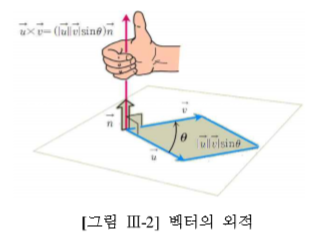 u⃗×v⃗=(|u⃗||v⃗|sinθ)n⃗
v⃗
n⃗
θ
|u⃗||v⃗|sinθ
u⃗
[그림 Ⅲ-2] 벡터의 외적